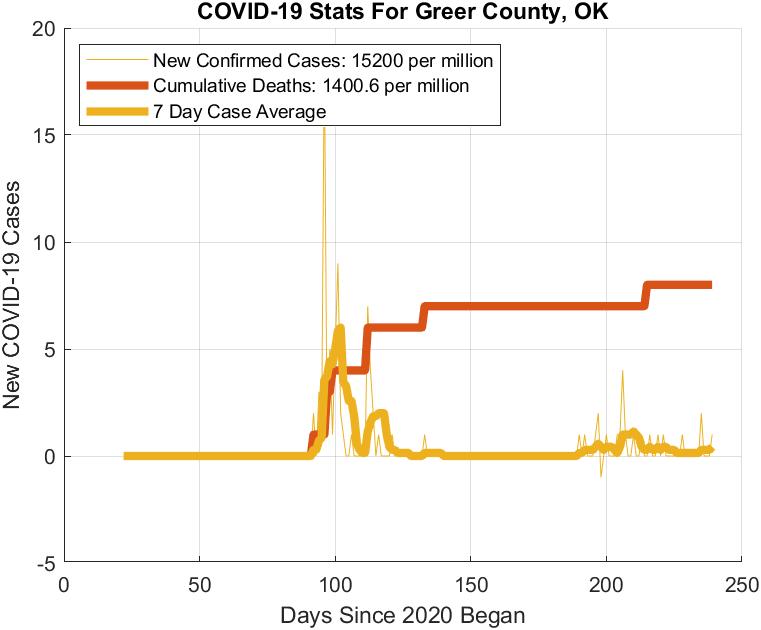 COVID-19 Stats For Greer County, OK
New Confirmed Cases: 15200 per million
Cumulative Deaths: 1400.6 per million
7 Day Case Average
20
15
10
5
0
-5
New COVID-19 Cases
0 50 100 150 200 250
Days Since 2020 Began